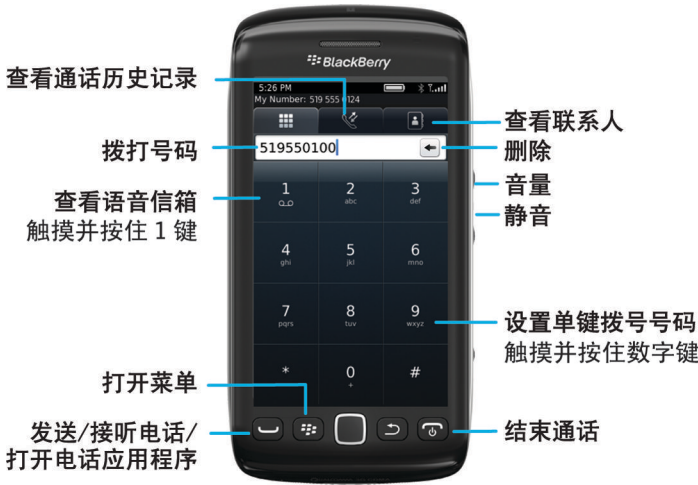 BlackBerry
5:26 PM
My Number: 519 555 0124
519550100
1
2
abc
3
def
4
ghi
5
jkl
6
mno
7
pqrs
8
tuv
9
wxyz
*
0
+
#
查看通话历史记录
拨打号码
查看语音信箱
触摸并按住 1 键
打开菜单
发送/接听电话/
打开电话应用程序
查看联系人
删除
音量
静音
设置单键拨号号码
触摸并按住数字键
结束通话